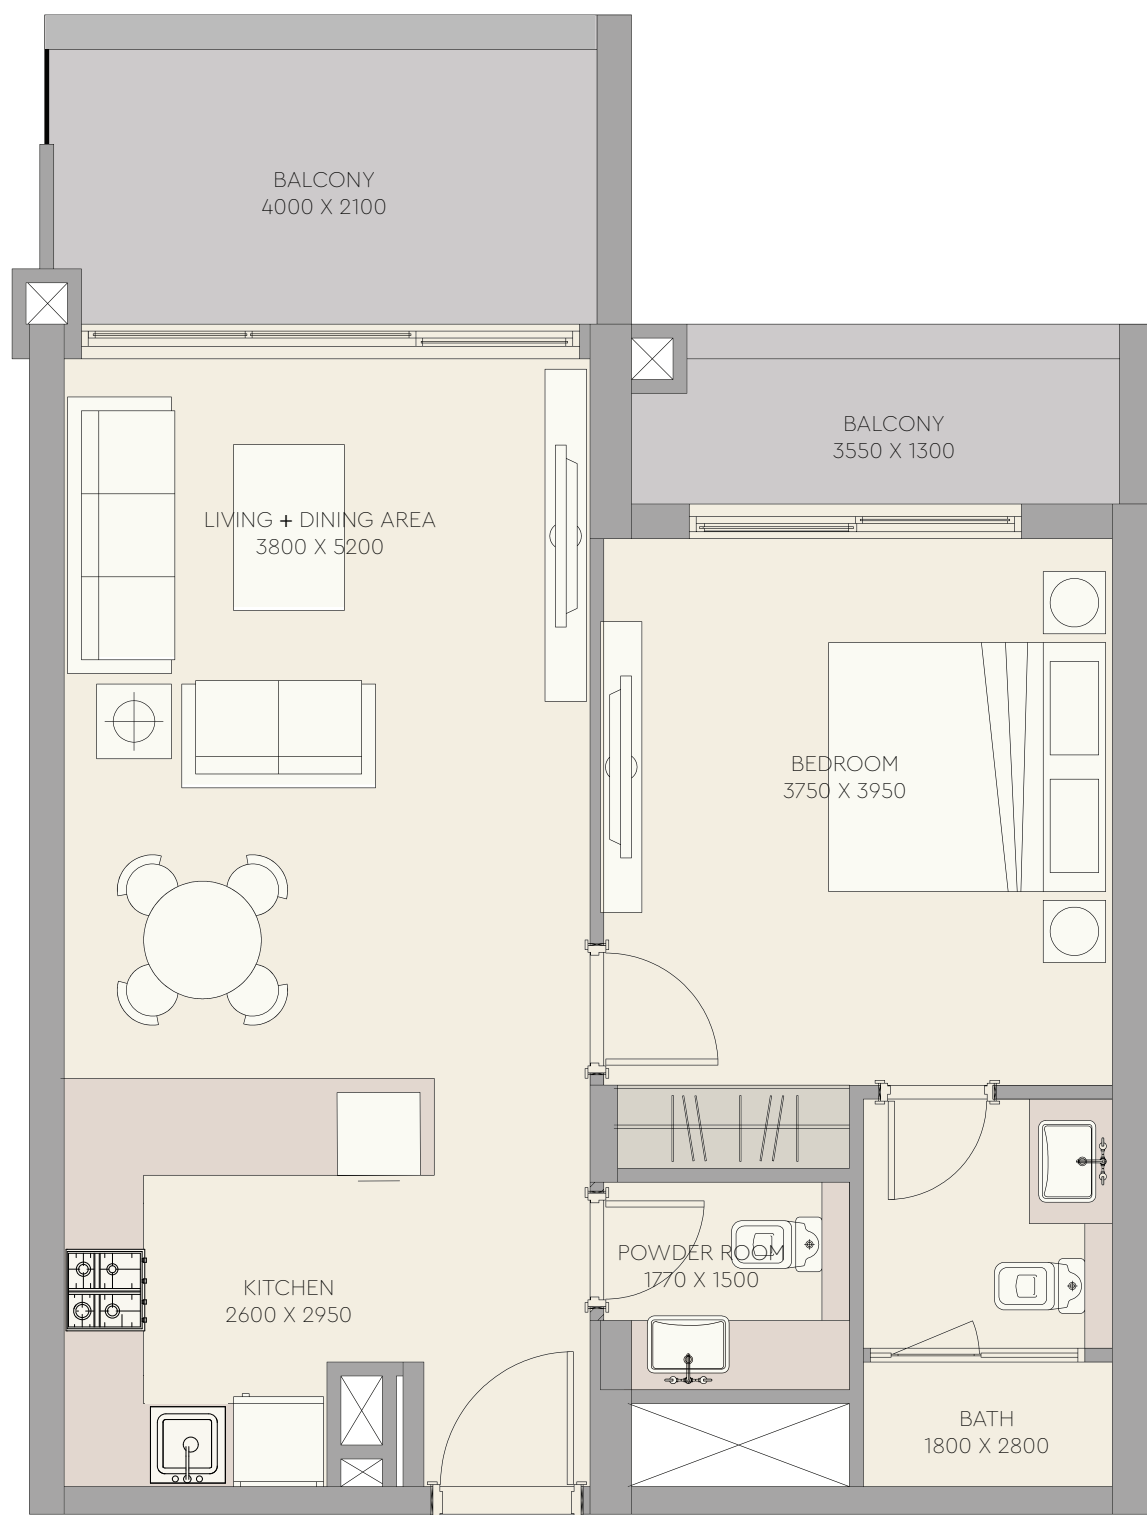 BALCONY
4000 X 2100
BALCONY
3550 X 1300
LIVING + DINING AREA
3800 X 5200
BEDROOM
3750 X 3950
POWDER ROOM
1770 X 1500
KITCHEN
2600 X 2950
BATH
1800 X 2800